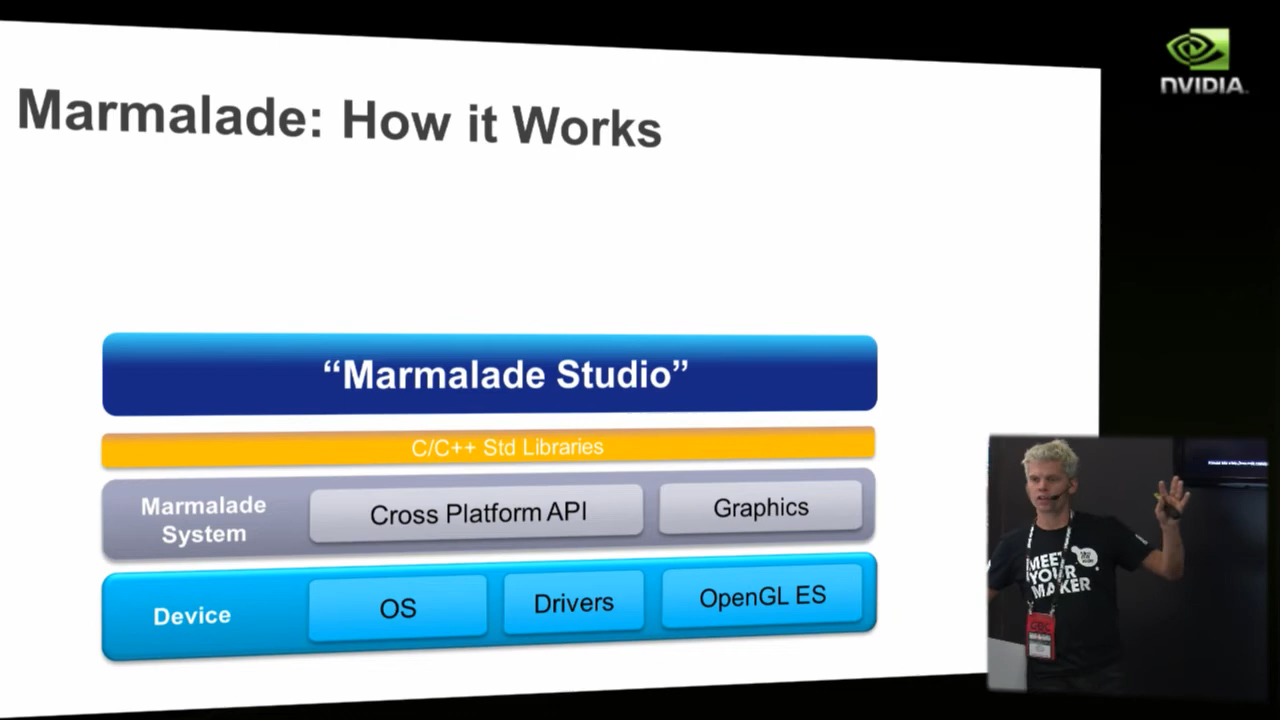 NVIDIA
Marmalade: How it Works
“Marmalade Studio”
C/C++ Std Libraries
Marmalade
System
Cross Platform API
Graphics
Device
OS
Drivers
OpenGL ES
MEET
YOUR
MAKER
GDC